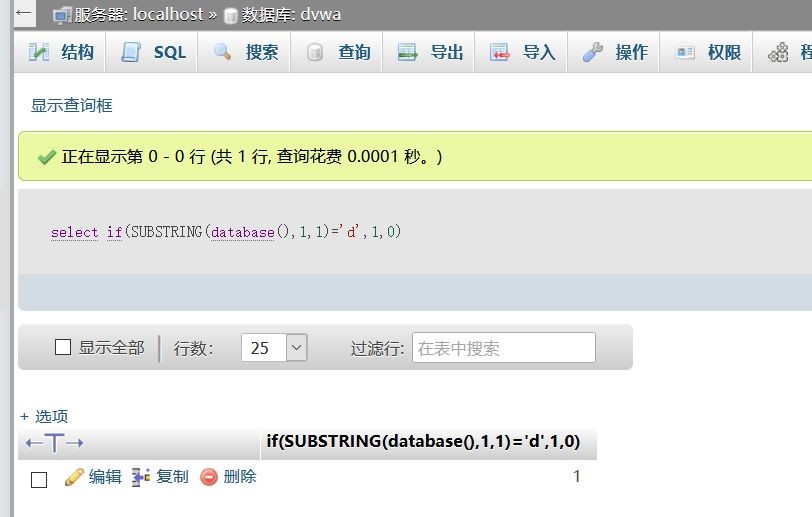 服务器: localhost » 数据库: dvwa
结构 SQL 搜索 查询 导出 导入 操作 权限
显示查询框
正在显示第 0 - 0 行 (共 1 行, 查询花费 0.0001 秒。)
select if(SUBSTRING(database(),1,1)='d',1,0)
显示全部 行数: 25 过滤行: 在表中搜索
+ 选项
←T→ if(SUBSTRING(database(),1,1)='d',1,0)
编辑 复制 删除 1